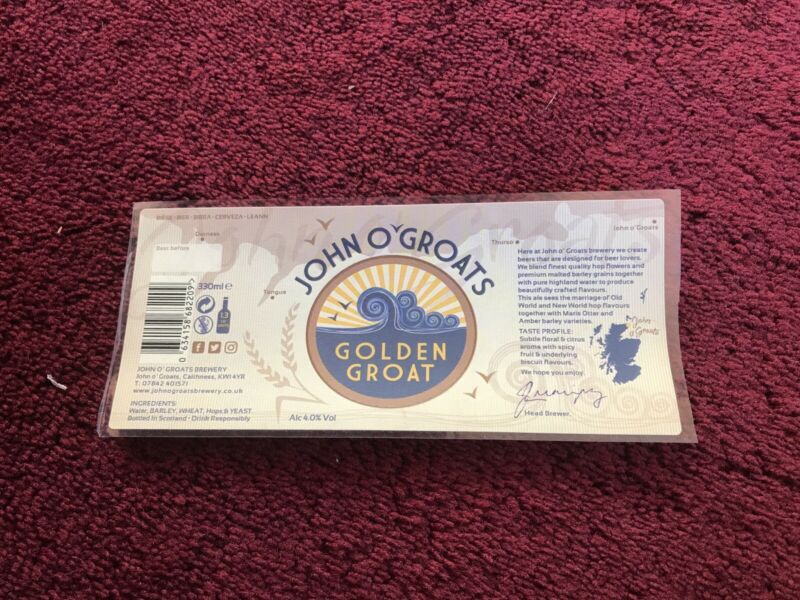 BIÈRE • BIER • BIRRA • CERVEZA • LEANN
Durness
Best before
330ml e
Tongue
0 634158 682209 >
1.3
JOHN O' GROATS BREWERY
John o' Groats, Caithness, KW1 4YR
T: 07842 401571
www.johnogroatsbrewery.co.uk
INGREDIENTS:
Water, BARLEY, WHEAT, Hops & YEAST
Bottled In Scotland • Drink Responsibly
JOHN O'GROATS
GOLDEN
GROAT
Alc 4.0% Vol
Thurso
John o' Groats
Here at John o' Groats brewery we create
beers that are designed for beer lovers.
We blend finest quality hop flowers and
premium malted barley grains together
with pure highland water to produce
beautifully crafted flavours.
This ale sees the marriage of Old
World and New World hop flavours
together with Maris Otter and
Amber barley varieties.
TASTE PROFILE:
Subtle floral & citrus
aroma with spicy
fruit & underlying
biscuit flavours.
We hope you enjoy.
John
o'Groats
Head Brewer.